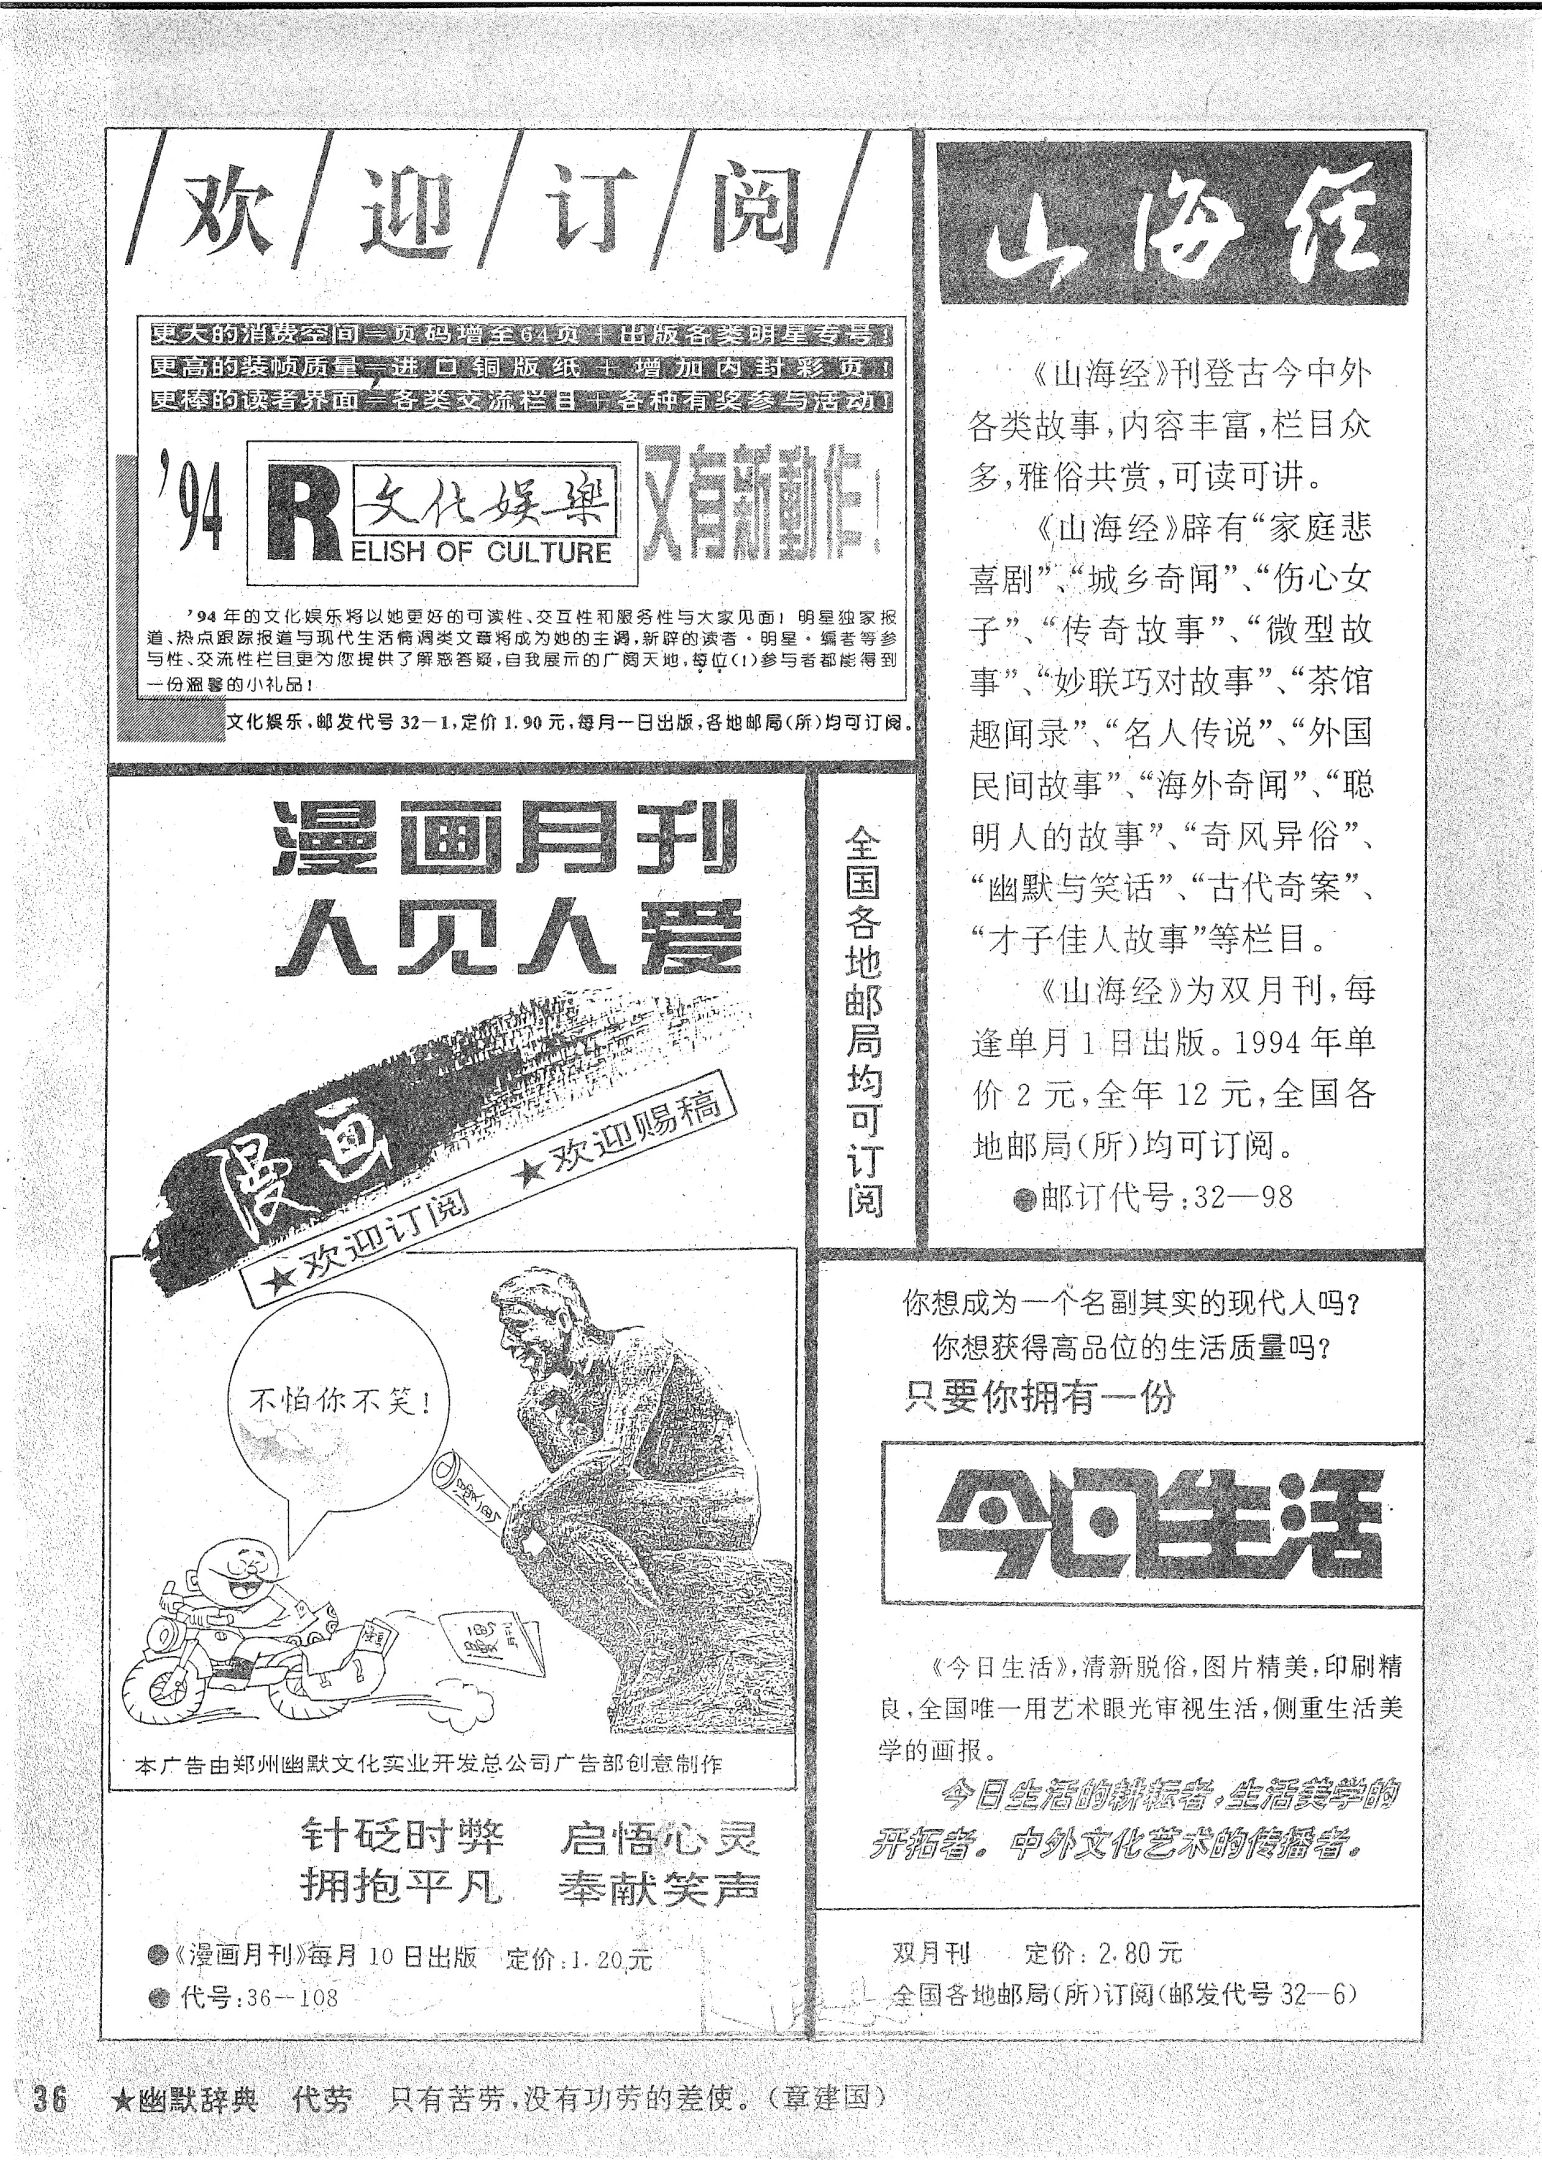 欢迎订阅
更大的消费空间=页码增至64页+出版各类明星专号!
更高的装帧质量=进口铜版纸+增加内封彩页!
更棒的读者界面=各类交流栏目+各种有奖参与活动!
'94
R文化娱樂
ELISH OF CULTURE
又有新動作!
'94年的文化娱乐将以她更好的可读性、交互性和服务性与大家见面!明星独家报
道、热点跟踪报道与现代生活情调类文章将成为她的主调,新辟的读者·明星·编者等参
与性、交流性栏目更为您提供了解惑答疑,自我展示的广阔天地,每位(!)参与者都能得到
一份温馨的小礼品!
文化娱乐,邮发代号32—1,定价1.90元,每月一日出版,各地邮局(所)均可订阅。
山海经
《山海经》刊登古今中外
各类故事,内容丰富,栏目众
多,雅俗共赏,可读可讲。
《山海经》辟有“家庭悲
喜剧”、“城乡奇闻”、“伤心女
子”、“传奇故事”、“微型故
事”、“妙联巧对故事”、“茶馆
趣闻录”、“名人传说”、“外国
民间故事”、“海外奇闻”、“聪
明人的故事”、“奇风异俗”、
“幽默与笑话”、“古代奇案”、
“才子佳人故事”等栏目。
《山海经》为双月刊,每
逢单月1日出版。1994年单
价2元,全年12元,全国各
地邮局(所)均可订阅。
●邮订代号:32—98
漫画月刊
人见人爱
漫画
★欢迎订阅 ★欢迎赐稿
不怕你不笑!
漫画
本广告由郑州幽默文化实业开发总公司广告部创意制作
针砭时弊 启悟心灵
拥抱平凡 奉献笑声
●《漫画月刊》每月10日出版 定价:1.20元
●代号:36—108
全国各地邮局均可订阅
你想成为一个名副其实的现代人吗?
你想获得高品位的生活质量吗?
只要你拥有一份
今日生活
《今日生活》,清新脱俗,图片精美,印刷精
良,全国唯一用艺术眼光审视生活,侧重生活美
学的画报。
今日生活的耕耘者,生活美学的
开拓者。中外文化艺术的传播者。
双月刊 定价:2.80元
全国各地邮局(所)订阅(邮发代号32—6)
36 ★幽默辞典 代劳 只有苦劳,没有功劳的差使。(章建国)